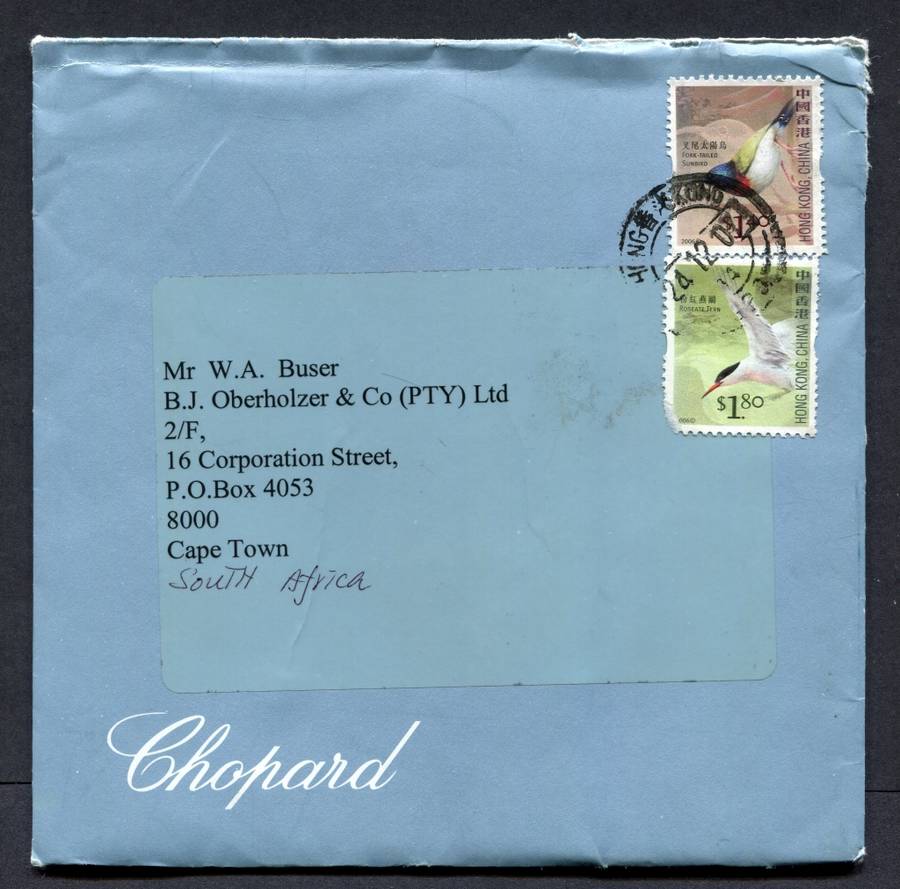 中國香港
HONG KONG, CHINA
叉尾太陽鳥
FORK-TAILED
SUNBIRD
2006
中國香港
HONG KONG, CHINA
粉紅燕鷗
ROSEATE TERN
$1.80
Mr W.A. Buser
B.J. Oberholzer & Co (PTY) Ltd
2/F,
16 Corporation Street,
P.O.Box 4053
8000
Cape Town
South Africa
Chopard